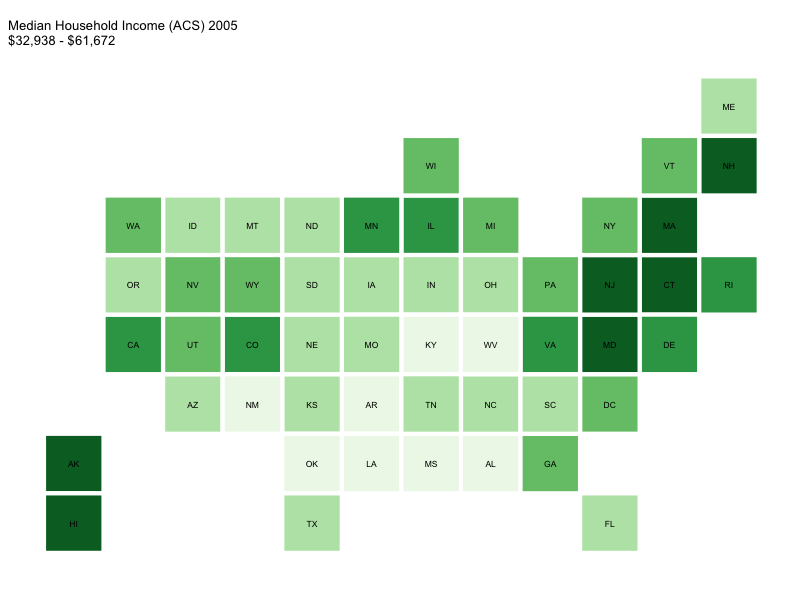 Median Household Income (ACS) 2005
$32,938 - $61,672
ME
WI VT NH
WA ID MT ND MN IL MI NY MA
OR NV WY SD IA IN OH PA NJ CT RI
CA UT CO NE MO KY WV VA MD DE
AZ NM KS AR TN NC SC DC
AK OK LA MS AL GA
HI TX FL